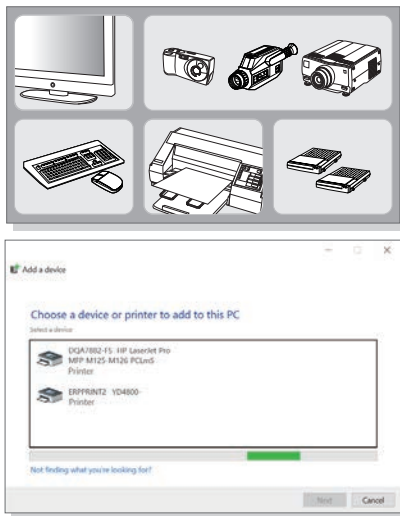 Add a device
Choose a device or printer to add to this PC
Select a device
DQA7882-FS HP LaserJet Pro
MFP M125-M126 PCLmS
Printer
ERPPRINT2 YD4800
Printer
Not finding what you're looking for?
Next Cancel